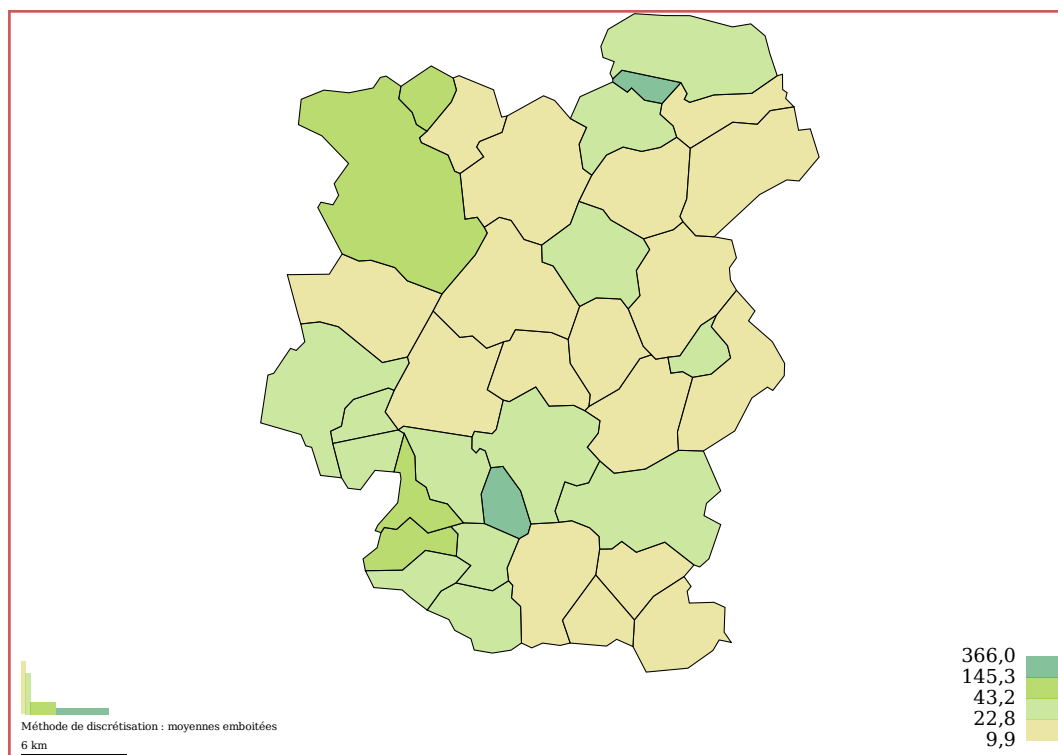 366,0
145,3
43,2
22,8
9,9
Méthode de discrétisation : moyennes emboitées
6 km